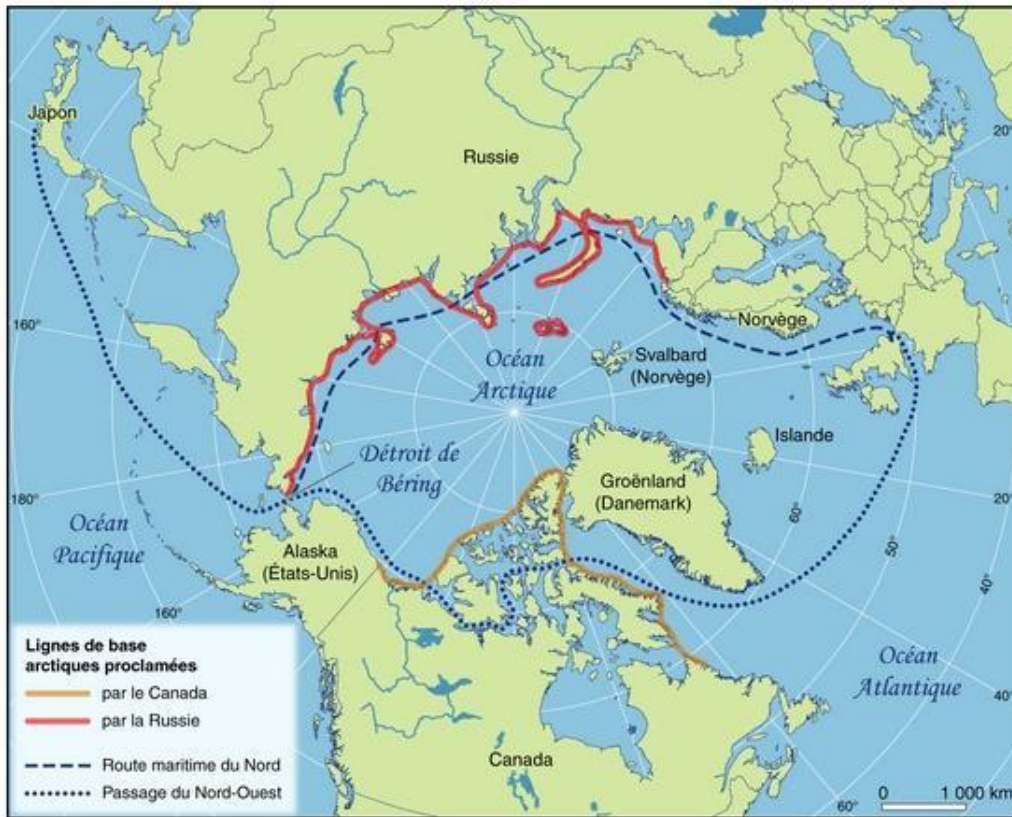 Japon
Russie
20°
160°
Norvège
Océan
Arctique
Svalbard
(Norvège)
Islande
Détroit de
Béring
180°
Groënland
(Danemark)
60°
50°
20°
Océan
Pacifique
Alaska
(États-Unis)
160°
40°
Océan
Atlantique
40°
Canada
60°
Lignes de base
arctiques proclamées
par le Canada
par la Russie
Route maritime du Nord
Passage du Nord-Ouest
0 1 000 km